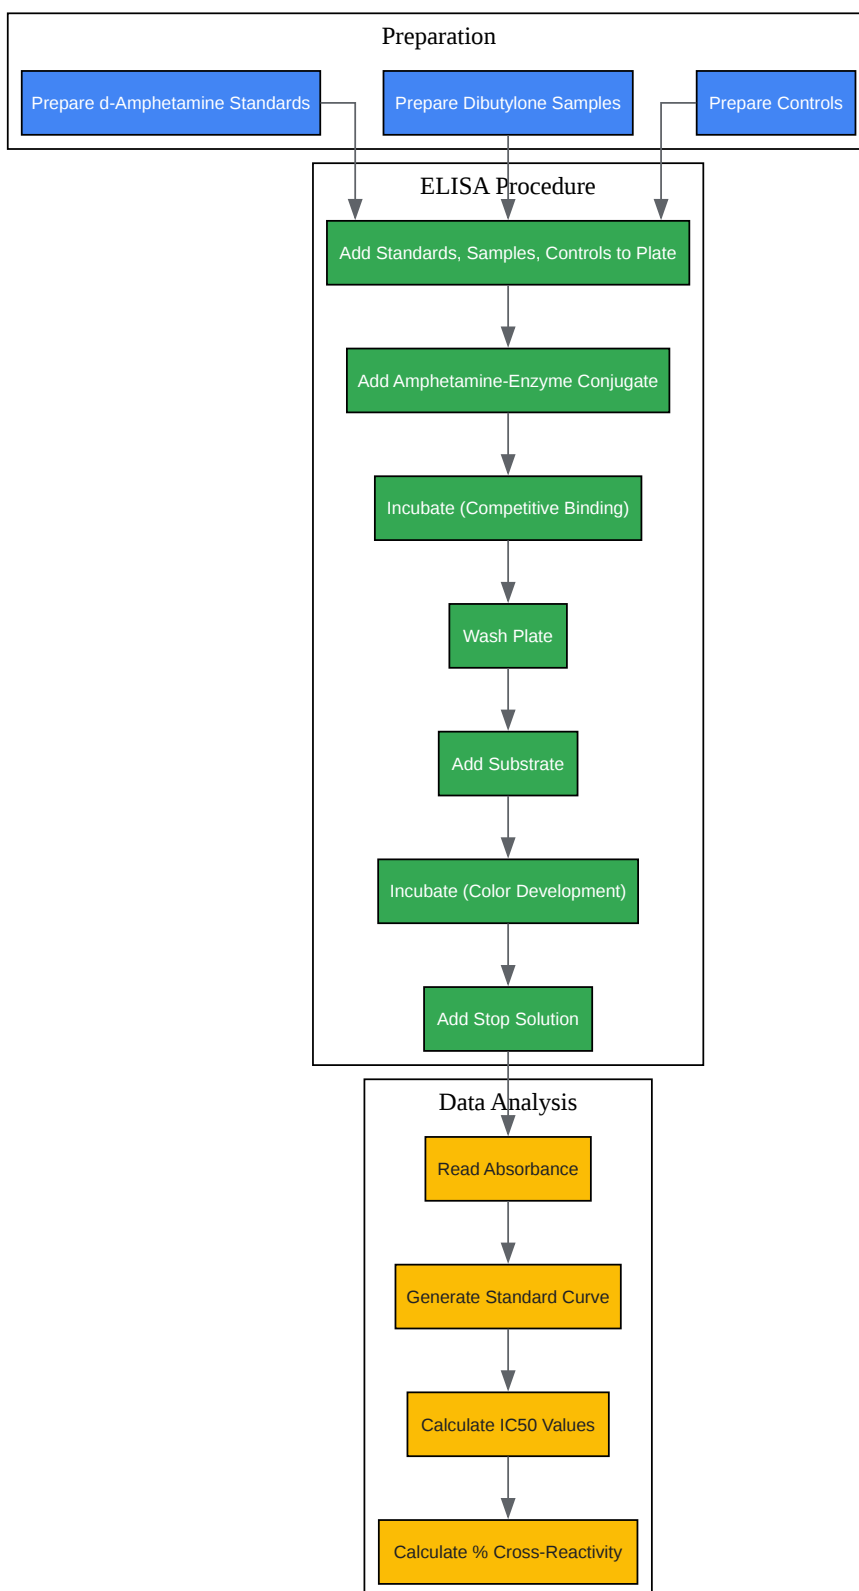 Preparation
Prepare d-Amphetamine Standards
Prepare Dibutylone Samples
Prepare Controls
ELISA Procedure
Add Standards, Samples, Controls to Plate
Add Amphetamine-Enzyme Conjugate
Incubate (Competitive Binding)
Wash Plate
Add Substrate
Incubate (Color Development)
Add Stop Solution
Data Analysis
Read Absorbance
Generate Standard Curve
Calculate IC50 Values
Calculate % Cross-Reactivity